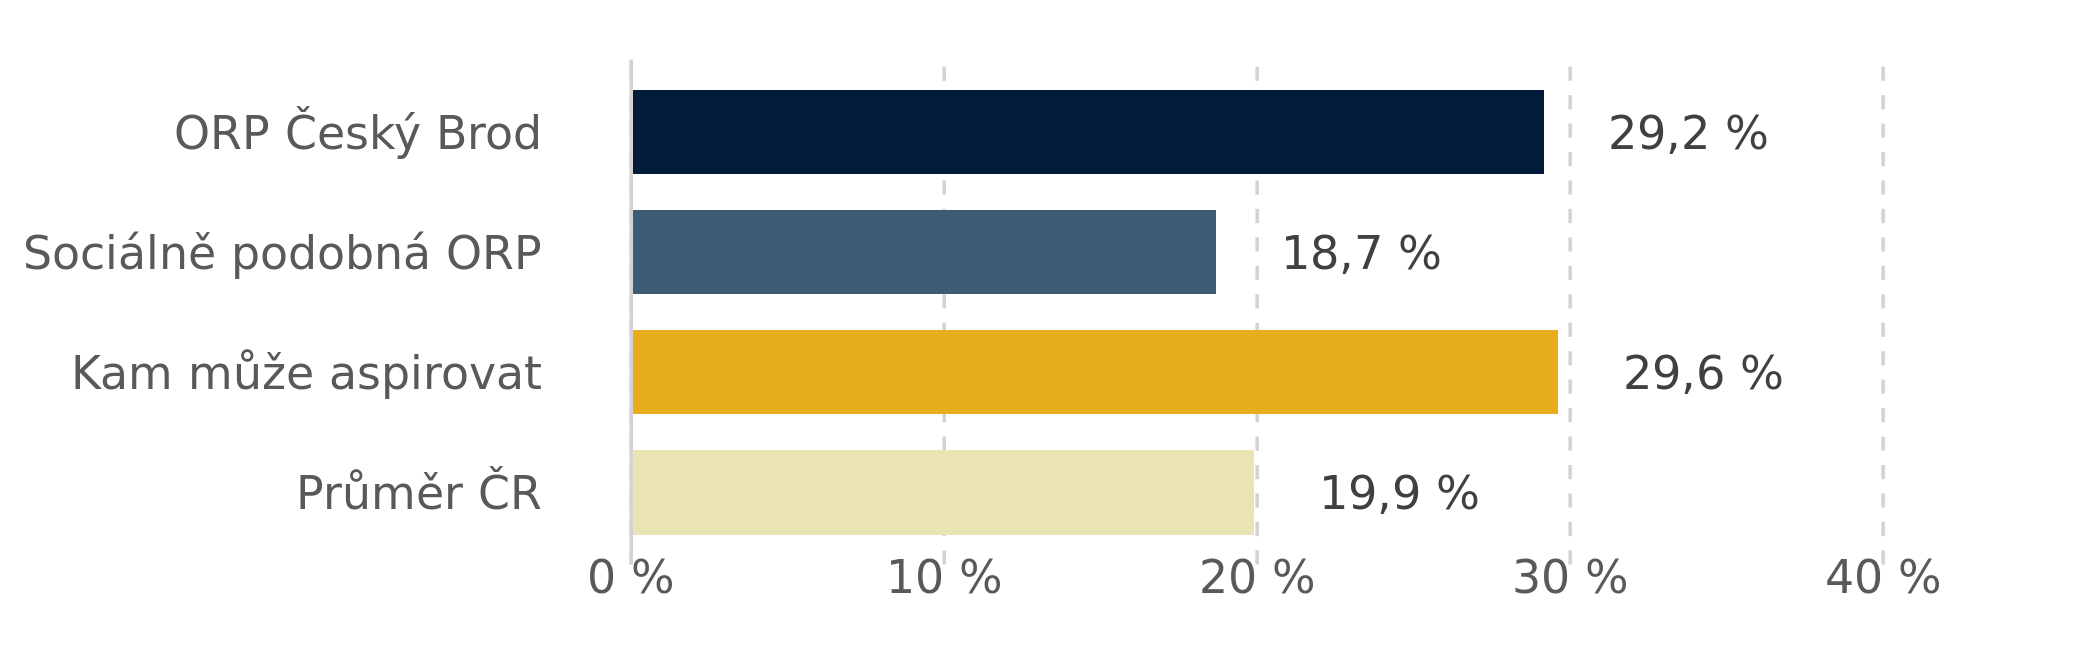 ORP Český Brod 29,2 %
Sociálně podobná ORP 18,7 %
Kam může aspirovat 29,6 %
Průměr ČR 19,9 %
0 % 10 % 20 % 30 % 40 %